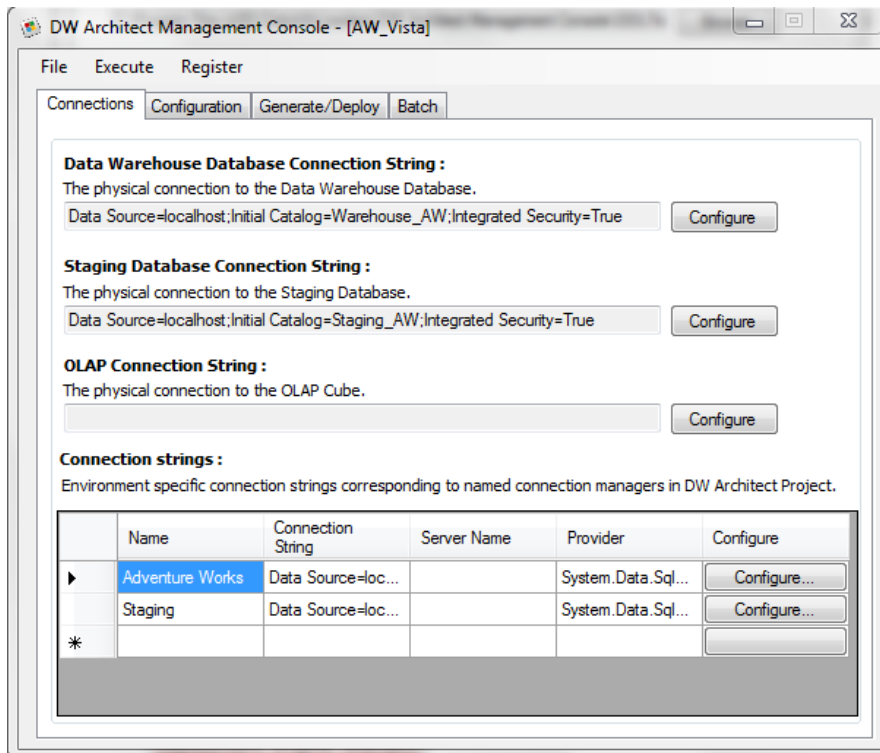 DW Architect Management Console - [AW_Vista]
File Execute Register
Connections Configuration Generate/Deploy Batch
Data Warehouse Database Connection String :
The physical connection to the Data Warehouse Database.
Data Source=localhost;Initial Catalog=Warehouse_AW;Integrated Security=True Configure
Staging Database Connection String :
The physical connection to the Staging Database.
Data Source=localhost;Initial Catalog=Staging_AW;Integrated Security=True Configure
OLAP Connection String :
The physical connection to the OLAP Cube.
Configure
Connection strings :
Environment specific connection strings corresponding to named connection managers in DW Architect Project.
Name Connection String Server Name Provider Configure
Adventure Works Data Source=loc... System.Data.Sql... Configure...
Staging Data Source=loc... System.Data.Sql... Configure...